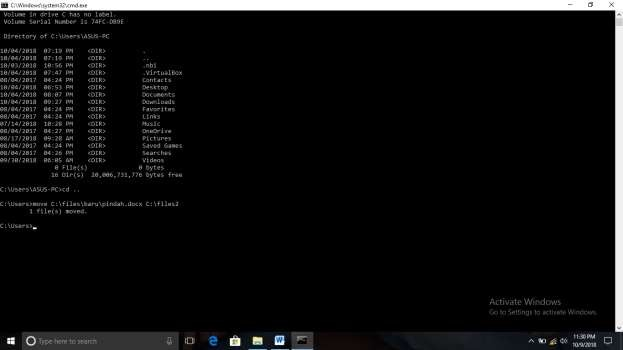 C:\Windows\system32\cmd.exe
Volume in drive C has no label.
Volume Serial Number is 74FC-DB9E
Directory of C:\Users\ASUS-PC
10/04/2018 07:19 PM <DIR> .
10/04/2018 07:19 PM <DIR> ..
10/03/2018 10:56 PM <DIR> .nbi
10/04/2018 07:47 PM <DIR> .VirtualBox
08/04/2017 04:24 PM <DIR> Contacts
10/04/2018 08:53 PM <DIR> Desktop
10/04/2018 08:07 PM <DIR> Documents
10/04/2018 09:27 PM <DIR> Downloads
08/04/2017 04:24 PM <DIR> Favorites
08/04/2017 04:24 PM <DIR> Links
07/14/2018 10:28 PM <DIR> Music
08/04/2017 04:27 PM <DIR> OneDrive
08/17/2017 09:28 AM <DIR> Pictures
08/04/2017 04:24 PM <DIR> Saved Games
08/04/2017 04:26 PM <DIR> Searches
09/30/2018 06:05 AM <DIR> Videos
0 File(s) 0 bytes
16 Dir(s) 20,006,731,776 bytes free
C:\Users\ASUS-PC>cd ..
C:\Users>move C:\files\baru\pindah.docx C:\files2
1 file(s) moved.
C:\Users>
Activate Windows
Go to Settings to activate Windows.
Type here to search
11:30 PM
10/9/2018